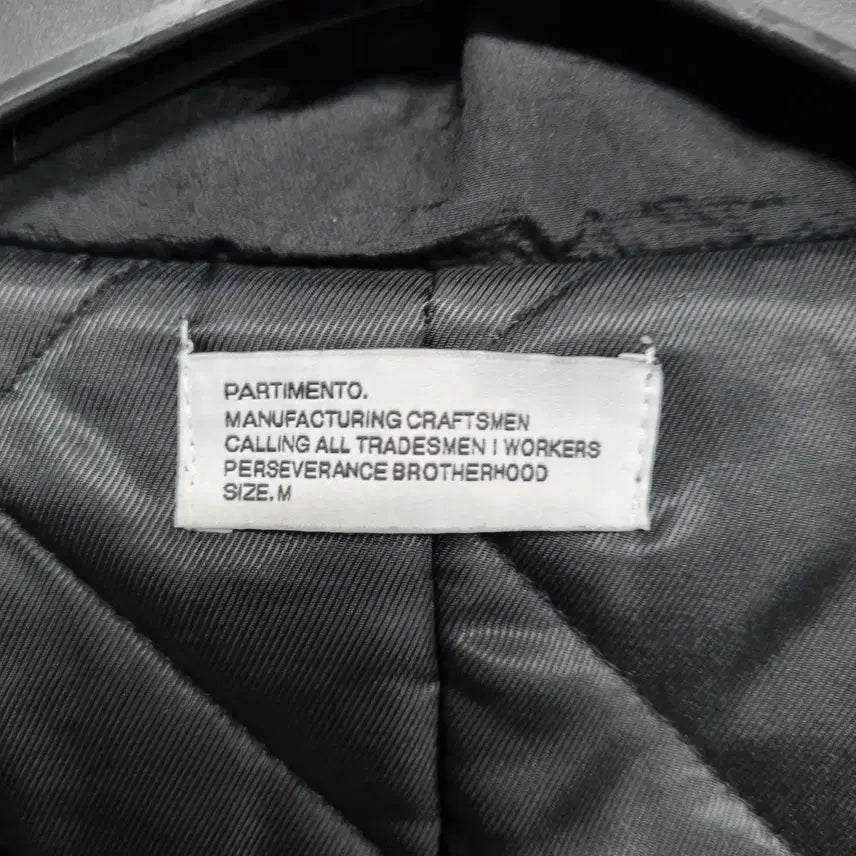 PARTIMENTO.
MANUFACTURING CRAFTSMEN
CALLING ALL TRADESMEN I WORKERS
PERSEVERANCE BROTHERHOOD
SIZE. M